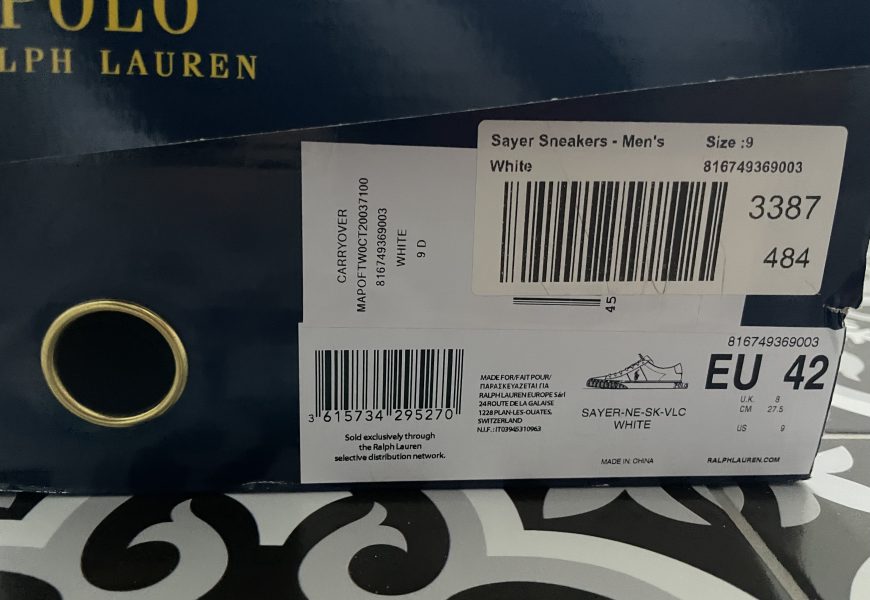 POLO
LPH LAUREN
Sayer Sneakers - Men's Size :9
White 816749369003
3387
484
CARRYOVER
MAPOFTW0CT20037100
816749369003
WHITE
9 D
45
3 615734 295270
Sold exclusively through
the Ralph Lauren
selective distribution network.
MADE FOR/FAIT POUR/
ΠΑΡΑΣΚΕΥΑΖΕΤΑΙ ΓΙΑ
RALPH LAUREN EUROPE Sàrl
24 ROUTE DE LA GALAISE
1228 PLAN-LES-OUATES,
SWITZERLAND
N.I.F.: IT03945310963
SAYER-NE-SK-VLC
WHITE
MADE IN CHINA
816749369003
EU 42
U.K. 8
CM 27.5
US 9
RALPHLAUREN.COM